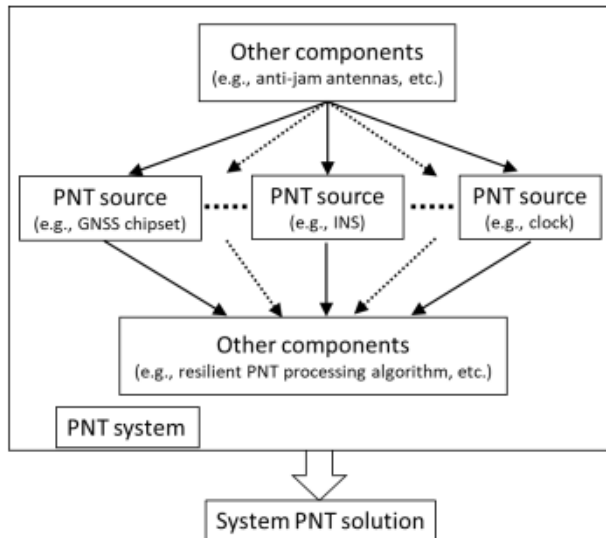 Other components
(e.g., anti-jam antennas, etc.)
PNT source
(e.g., GNSS chipset)
PNT source
(e.g., INS)
PNT source
(e.g., clock)
Other components
(e.g., resilient PNT processing algorithm, etc.)
PNT system
System PNT solution